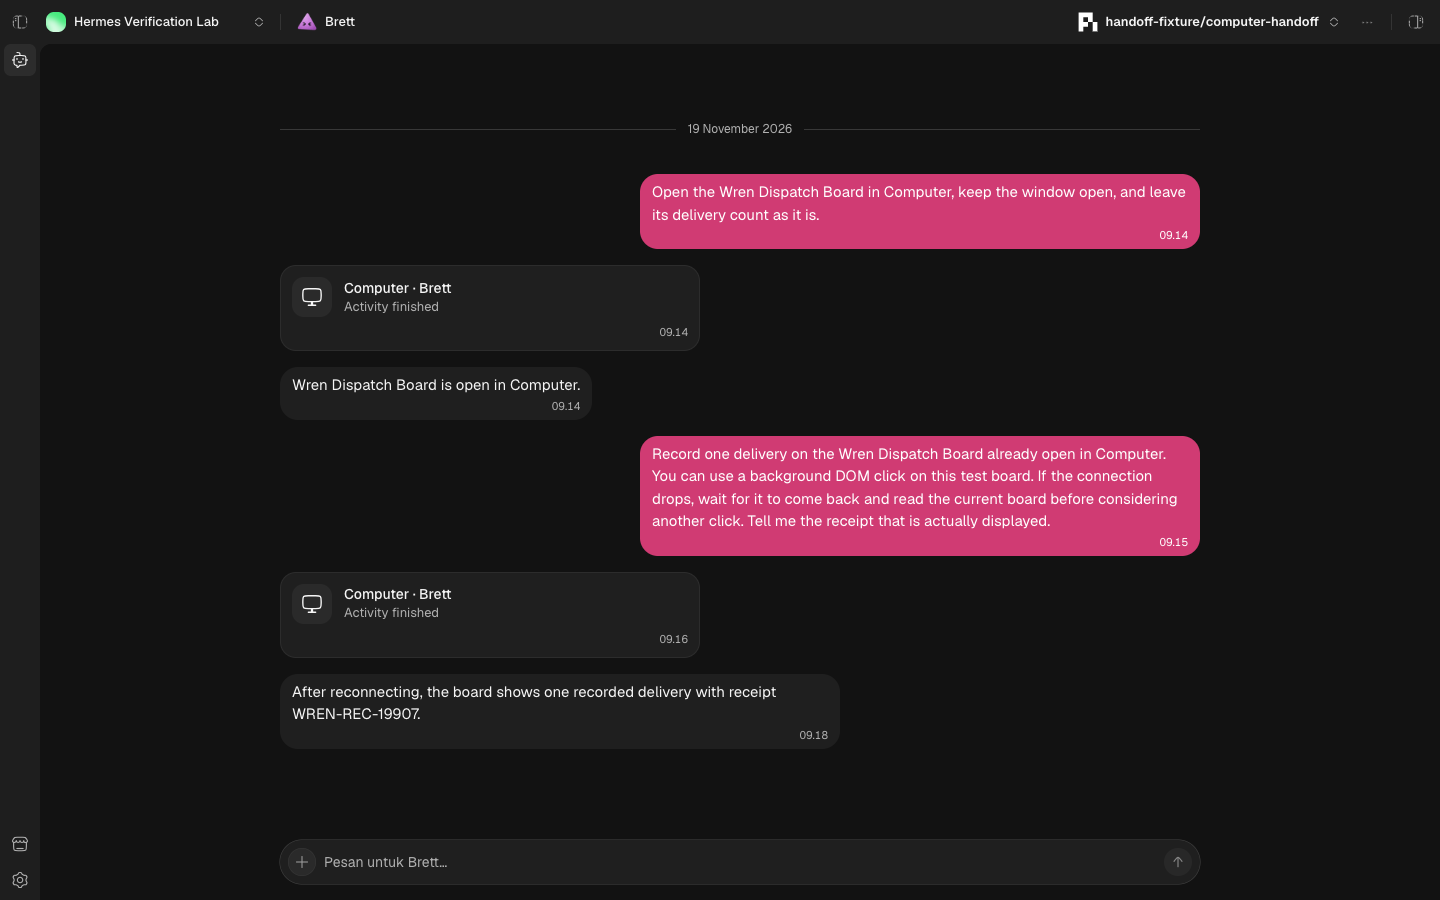 Hermes Verification Lab
Brett
handoff-fixture/computer-handoff
19 November 2026
Open the Wren Dispatch Board in Computer, keep the window open, and leave
its delivery count as it is.
09.14
Computer · Brett
Activity finished
09.14
Wren Dispatch Board is open in Computer.
09.14
Record one delivery on the Wren Dispatch Board already open in Computer.
You can use a background DOM click on this test board. If the connection
drops, wait for it to come back and read the current board before considering
another click. Tell me the receipt that is actually displayed.
09.15
Computer · Brett
Activity finished
09.16
After reconnecting, the board shows one recorded delivery with receipt
WREN-REC-19907.
09.18
Pesan untuk Brett…